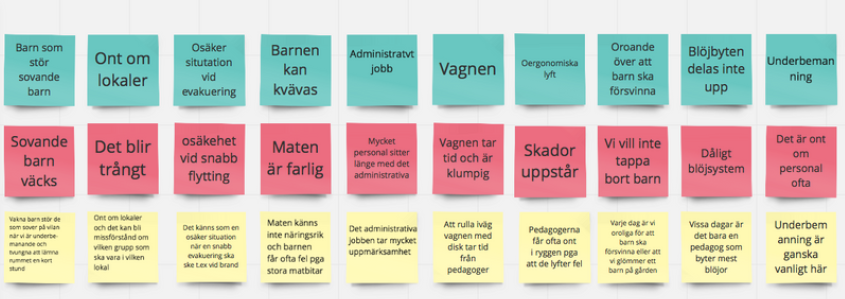 Barn som
stör
sovande
barn
Ont om
lokaler
Osäker
situtation
vid
evakuering
Barnen
kan
kvävas
Administratvt
jobb
Vagnen
Oergonomiska
lyft
Oroande
över att
barn ska
försvinna
Blöjbyten
delas inte
upp
Underbeman
ning
Sovande
barn
väcks
Det blir
trångt
osäkehet
vid snabb
flytting
Maten
är farlig
Mycket
personal sitter
länge med det
administrativa
Vagnen tar
tid och är
klumpig
Skador
uppstår
Vi vill inte
tappa
bort barn
Dåligt
blöjsystem
Det är ont
om
personal
ofta
Vakna barn stör de
som sover på vilan
när vi är underbe-
manande och
tvungna att lämna
rummet en kort
stund
Ont om lokaler
och det kan bli
missförstånd om
vilken grupp som
ska vara i vilken
lokal
Det känns som en
osäker situation
när en snabb
evakuering ska
ske t.ex vid brand
Maten känns
inte näringsrik
och barnen
får ofta fel pga
stora matbitar
Det administrativa
jobben tar mycket
uppmärksamhet
Att rulla iväg
vagnen med
disk tar tid
från
pedagoger
Pedagogerna
får ofta ont
i ryggen pga
att de lyfter fel
Varje dag är vi
oroliga för att
barn ska
försvinna eller att
vi glömmer ett
barn på gården
Vissa dagar är
det bara en
pedagog som
byter mest
blöjor
Underbem
anning är
ganska
vanligt här